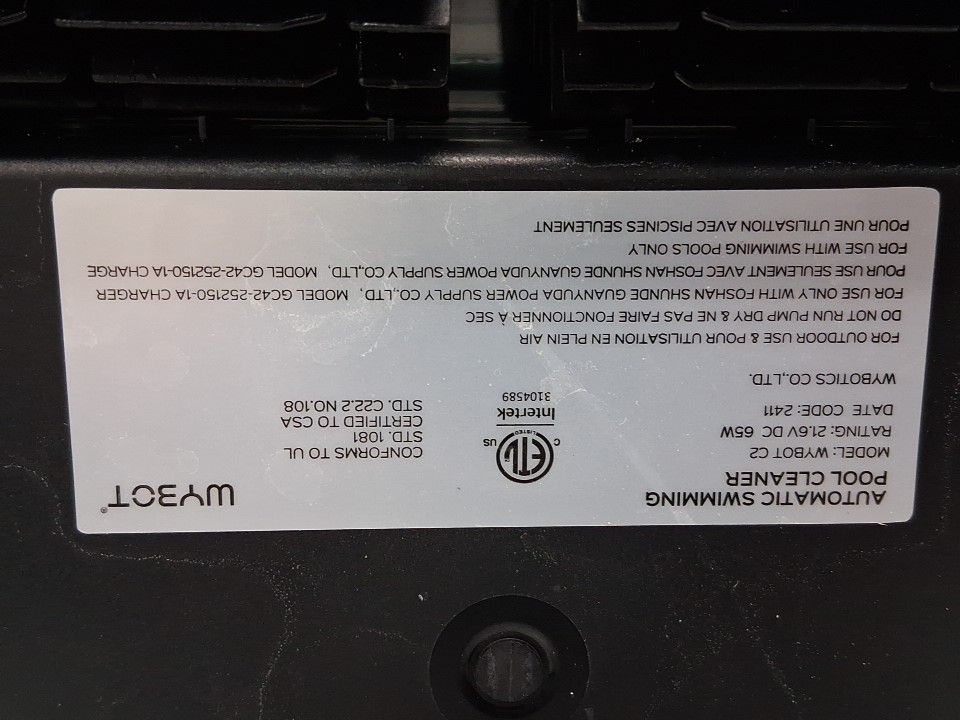 AUTOMATIC SWIMMING
POOL CLEANER
MODEL: WYBOT C2
RATING: 21.6V DC 65W
DATE CODE: 2411
WYBOTICS CO.,LTD.
ETL
LISTED
C US
Intertek
3104589
CONFORMS TO UL
STD. 1081
CERTIFIED TO CSA
STD. C22.2 NO.108
WYBOT®
FOR OUTDOOR USE & POUR UTILISATION EN PLEIN AIR
DO NOT RUN PUMP DRY & NE PAS FAIRE FONCTIONNER À SEC
FOR USE ONLY WITH FOSHAN SHUNDE GUANYUDA POWER SUPPLY CO.,LTD, MODEL GC42-252150-1A CHARGER
POUR USE SEULEMENT AVEC FOSHAN SHUNDE GUANYUDA POWER SUPPLY CO.,LTD, MODEL GC42-252150-1A CHARGE
FOR USE WITH SWIMMING POOLS ONLY
POUR UNE UTILISATION AVEC PISCINES SEULEMENT